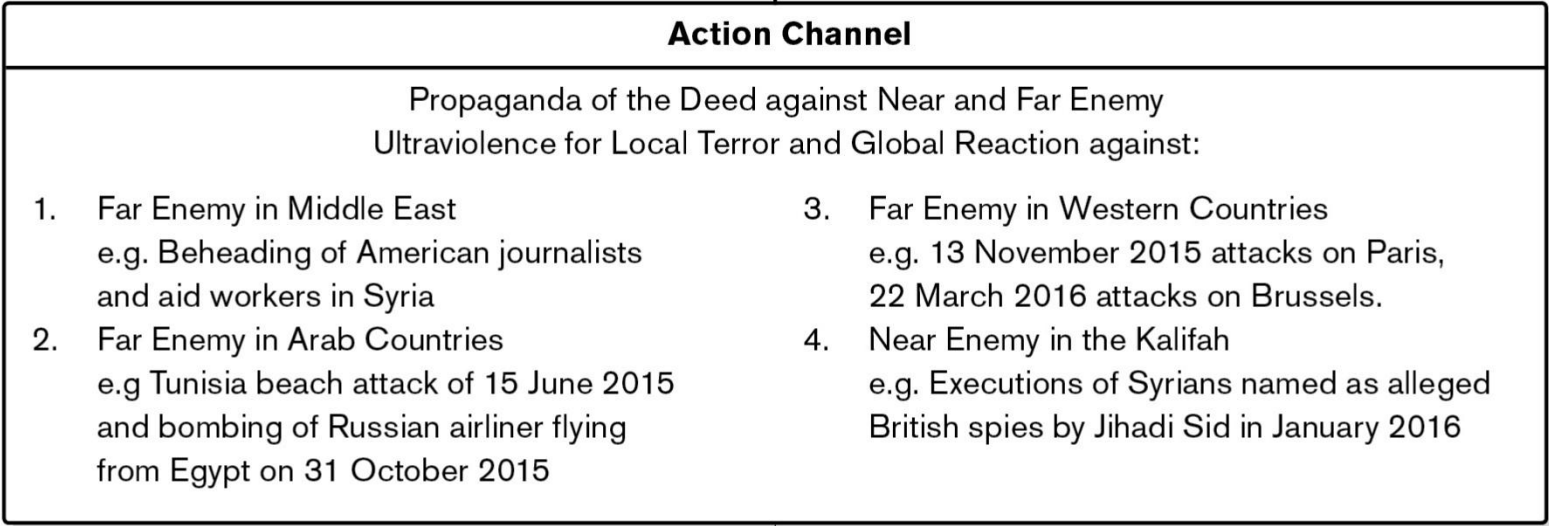 Action Channel
Propaganda of the Deed against Near and Far Enemy
Ultraviolence for Local Terror and Global Reaction against:
1. Far Enemy in Middle East
e.g. Beheading of American journalists
and aid workers in Syria
2. Far Enemy in Arab Countries
e.g Tunisia beach attack of 15 June 2015
and bombing of Russian airliner flying
from Egypt on 31 October 2015
3. Far Enemy in Western Countries
e.g. 13 November 2015 attacks on Paris,
22 March 2016 attacks on Brussels.
4. Near Enemy in the Kalifah
e.g. Executions of Syrians named as alleged
British spies by Jihadi Sid in January 2016